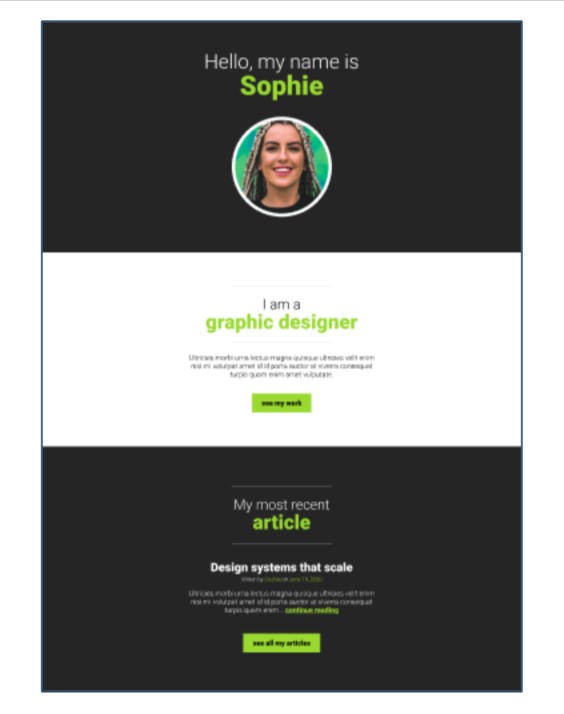 Hello, my name is
Sophie
I am a
graphic designer
Ultricies morbi urna lectus magna quisque ultricies velit enim
nisi mi volutpat amet id id porta auctor at viverra consequat
turpis quam enim amet vulputate.
see my work
My most recent
article
Design systems that scale
Written by Sophie on June 19, 2020
Ultricies morbi urna lectus magna quisque ultricies velit enim
nisi mi volutpat amet id id porta auctor at viverra consequat
turpis quam enim... continue reading
see all my articles